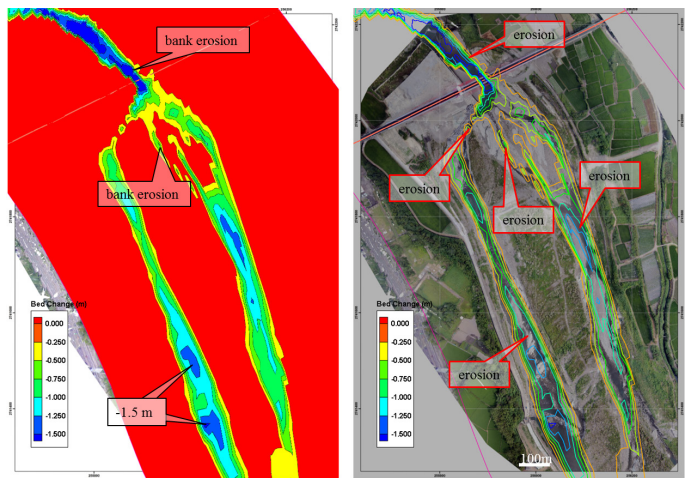 bank erosion
bank erosion
Bed Change (m)
0.000
-0.250
-0.500
-0.750
-1.000
-1.250
-1.500
-1.5 m
erosion
erosion
erosion
erosion
erosion
Bed Change (m)
0.000
-0.250
-0.500
-0.750
-1.000
-1.250
-1.500
100m